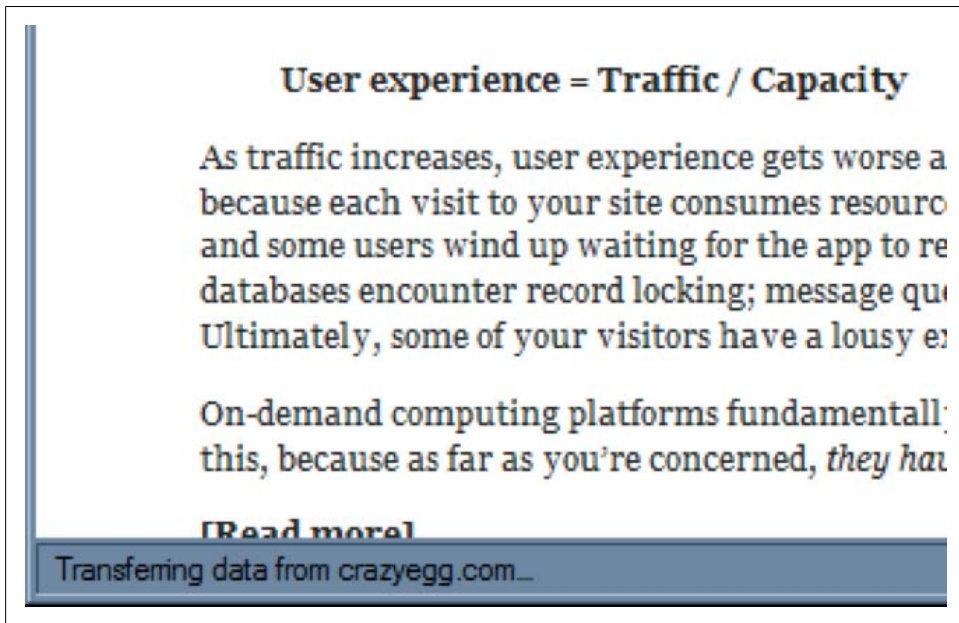 User experience = Traffic / Capacity
As traffic increases, user experience gets worse a
because each visit to your site consumes resourc
and some users wind up waiting for the app to re
databases encounter record locking; message que
Ultimately, some of your visitors have a lousy ex
On-demand computing platforms fundamentally
this, because as far as you’re concerned, they hav
[Read more]
Transferring data from crazyegg.com...